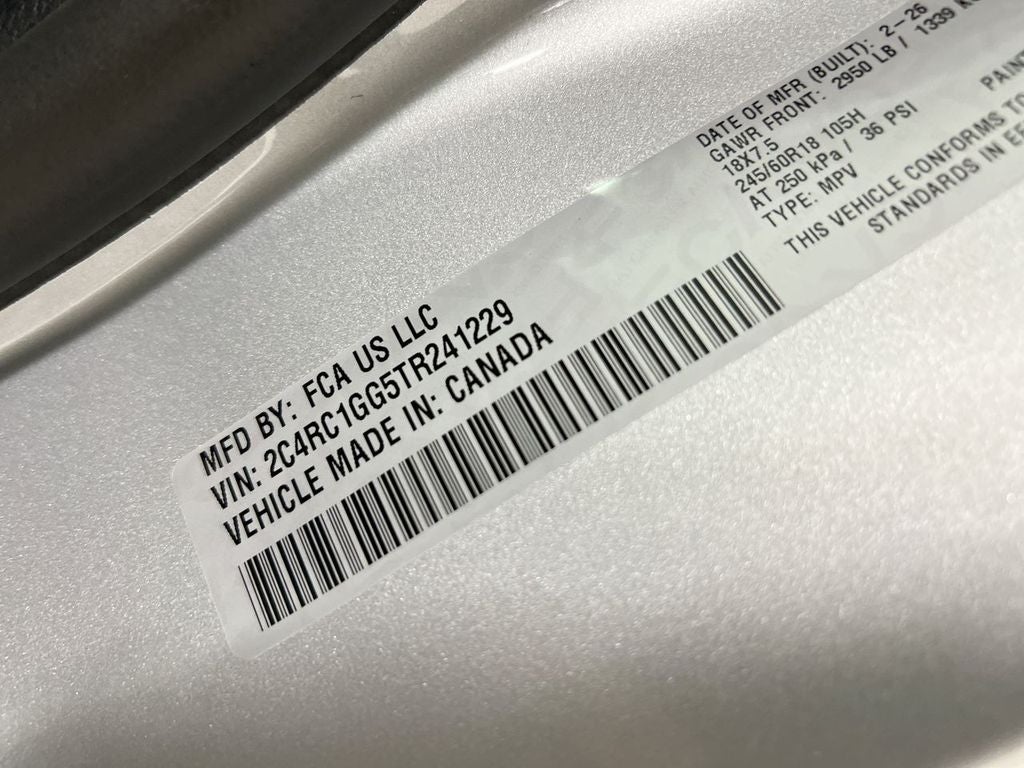 MFD BY: FCA US LLC
VIN: 2C4RC1GG5TR241229
VEHICLE MADE IN: CANADA
DATE OF MFR (BUILT): 2-26
GAWR FRONT: 2950 LB / 1339 K
18X7.5
245/60R18 105H
AT 250 kPa / 36 PSI
TYPE: MPV
PAINT
THIS VEHICLE CONFORMS TO
STANDARDS IN